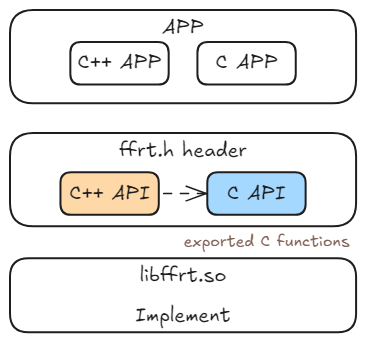 APP
C++ APP
C APP
ffrt.h header
C++ API
C API
exported C functions
libffrt.so
Implement